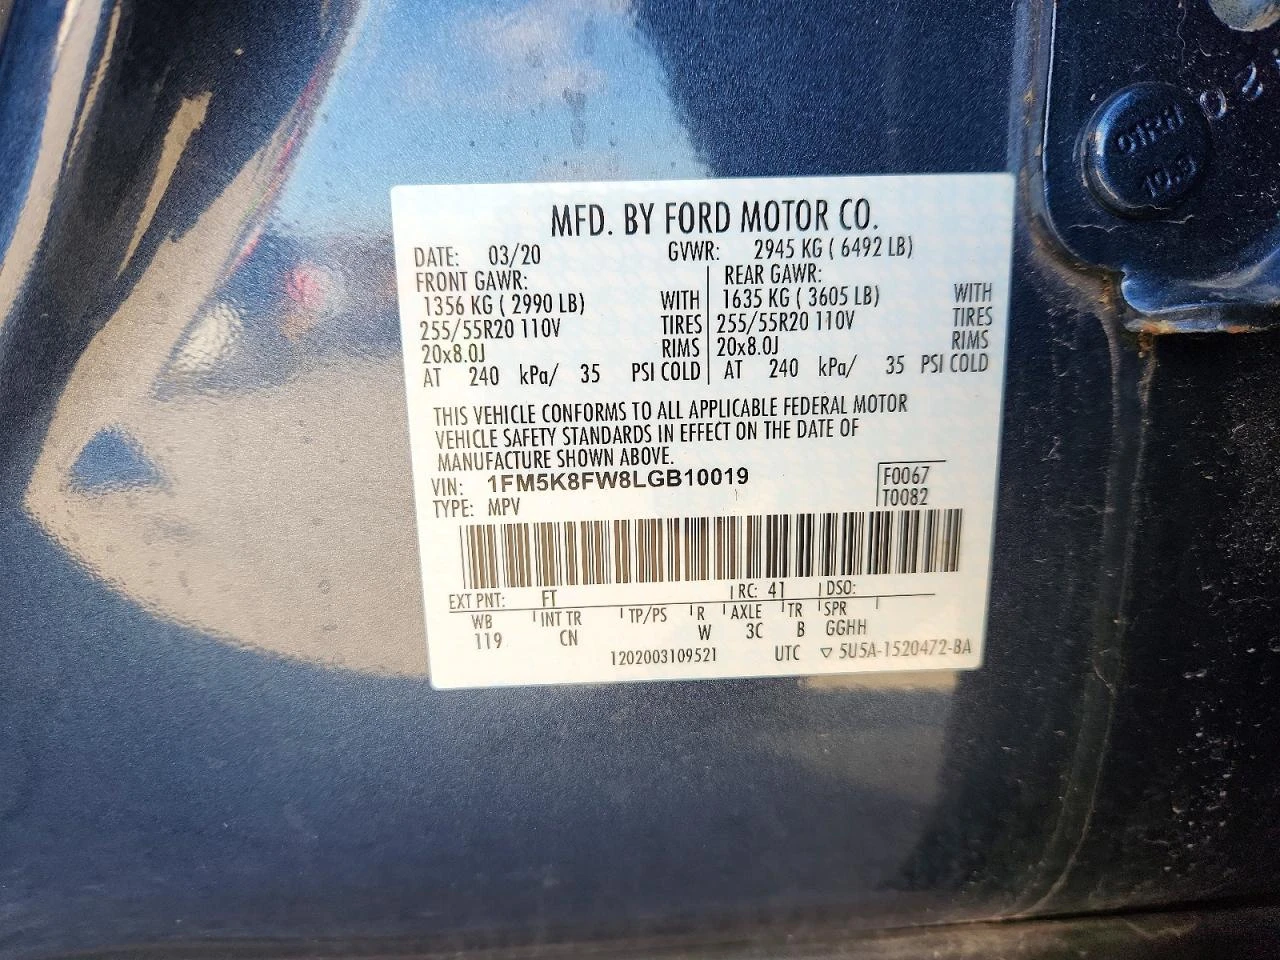 MFD. BY FORD MOTOR CO.
DATE: 03/20 GVWR: 2945 KG ( 6492 LB)
FRONT GAWR: REAR GAWR:
1356 KG ( 2990 LB) WITH 1635 KG ( 3605 LB) WITH
255/55R20 110V TIRES 255/55R20 110V TIRES
20x8.0J RIMS 20x8.0J RIMS
AT 240 kPa/ 35 PSI COLD AT 240 kPa/ 35 PSI COLD
THIS VEHICLE CONFORMS TO ALL APPLICABLE FEDERAL MOTOR
VEHICLE SAFETY STANDARDS IN EFFECT ON THE DATE OF
MANUFACTURE SHOWN ABOVE.
VIN: 1FM5K8FW8LGB10019 F0067
TYPE: MPV T0082
EXT PNT: FT RC: 41 DSO:
WB INT TR TP/PS R AXLE TR SPR
119 CN W 3C B GGHH
1202003109521 UTC ▽ 5U5A-1520472-BA